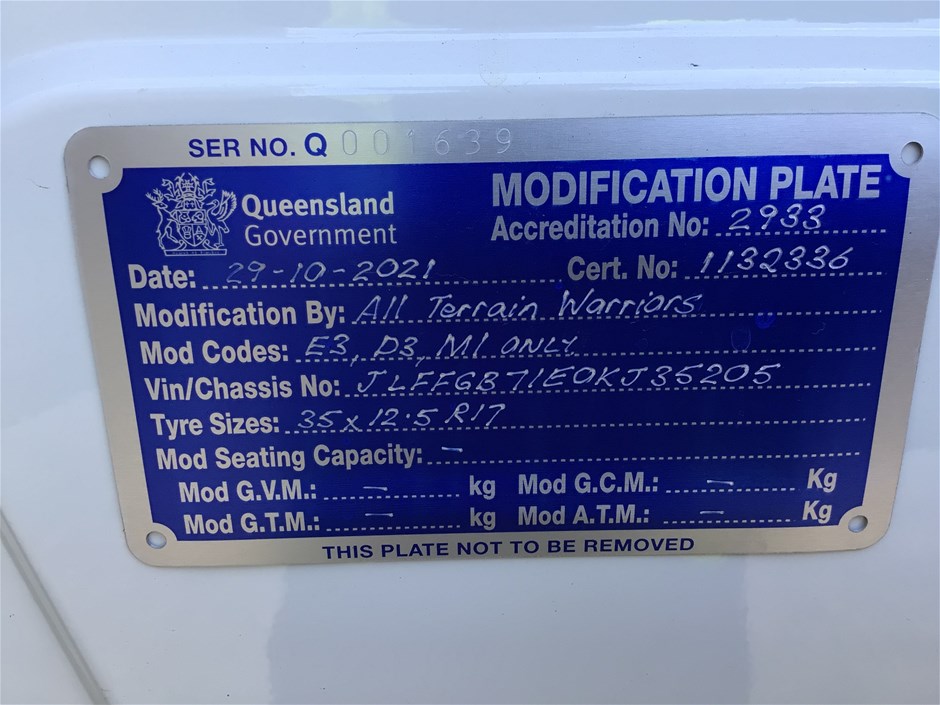 SER NO. Q 001639
Queensland
Government
MODIFICATION PLATE
Accreditation No: 2933
Date: 29-10-2021 Cert. No: 1132336
Modification By: All Terrain Warriors
Mod Codes: E3, D3, M1 ONLY
Vin/Chassis No: JLFFGB71E0KJ35205
Tyre Sizes: 35x12.5 R17
Mod Seating Capacity: -
Mod G.V.M.: - kg Mod G.C.M.: - Kg
Mod G.T.M.: - kg Mod A.T.M.: - Kg
THIS PLATE NOT TO BE REMOVED